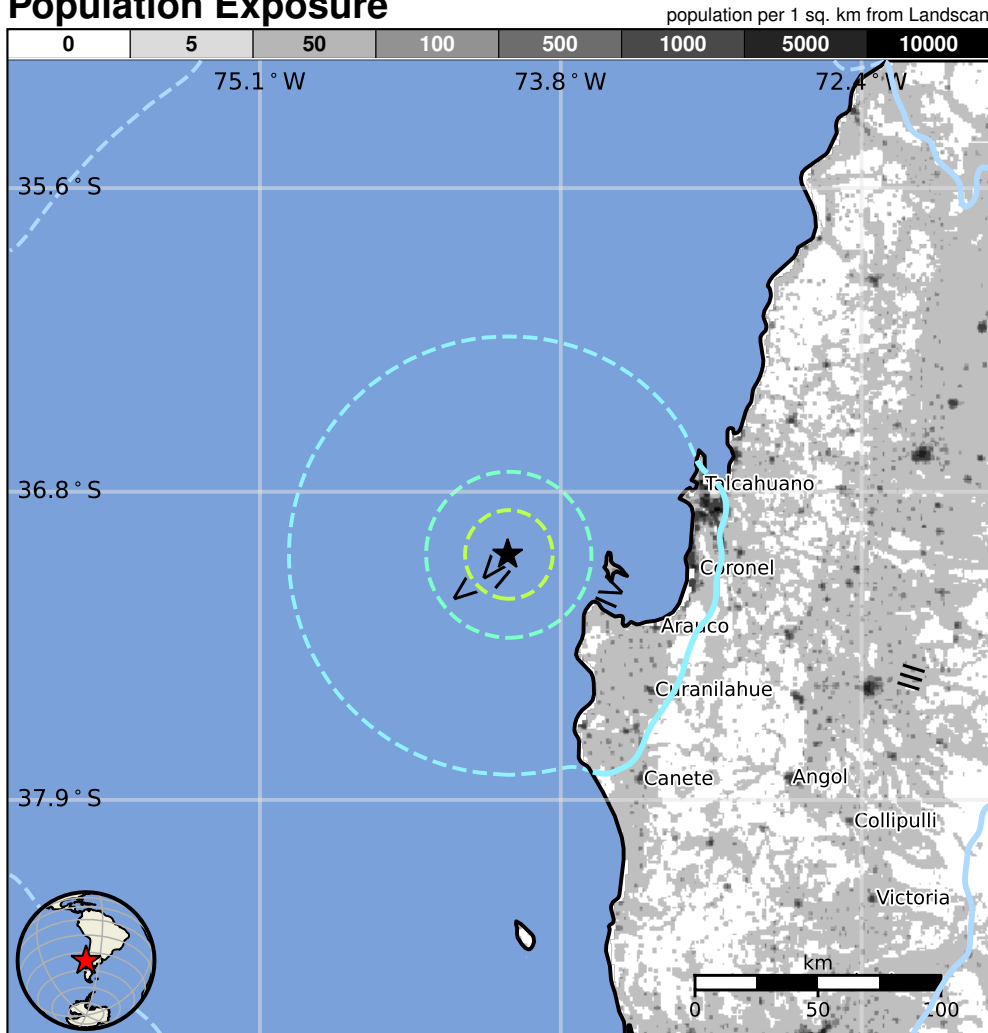 Population Exposure
population per 1 sq. km from Landscan
0 5 50 100 500 1000 5000 10000
75.1°W 73.8°W 72.4°W
35.6°S
36.8°S
Talcahuano
Coronel
Arauco
Curanilahue
Canete Angol
37.9°S
Collipulli
Victoria
km
0 50 100